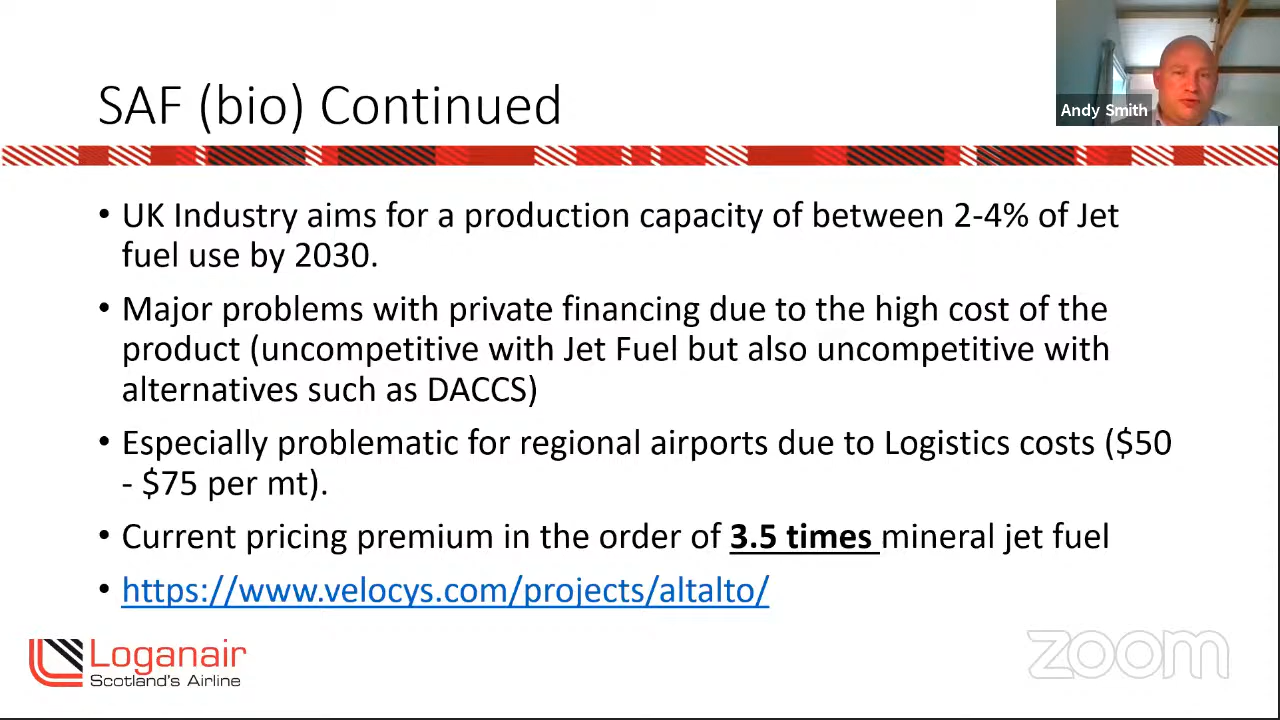 SAF (bio) Continued
Andy Smith
• UK Industry aims for a production capacity of between 2-4% of Jet
fuel use by 2030.
• Major problems with private financing due to the high cost of the
product (uncompetitive with Jet Fuel but also uncompetitive with
alternatives such as DACCS)
• Especially problematic for regional airports due to Logistics costs ($50
- $75 per mt).
• Current pricing premium in the order of 3.5 times mineral jet fuel
• https://www.velocys.com/projects/altalto/
Loganair
Scotland's Airline
zoom